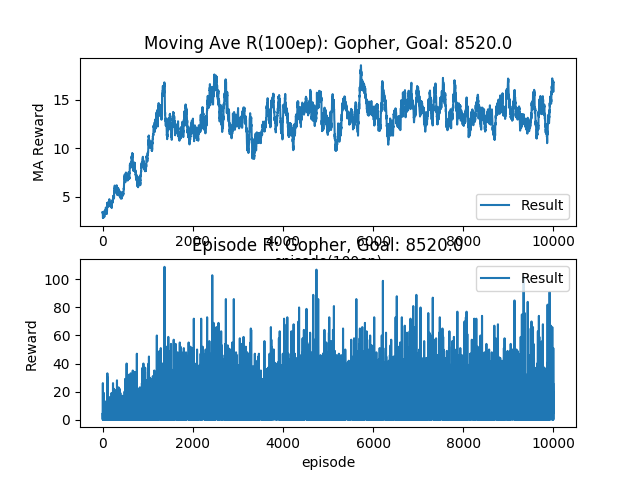 Moving Ave R(100ep): Gopher, Goal: 8520.0
MA Reward
15
10
5
Result
0 2000 4000 6000 8000 10000
episode(100ep)
Episode R: Gopher, Goal: 8520.0
Reward
100
80
60
40
20
0
Result
0 2000 4000 6000 8000 10000
episode